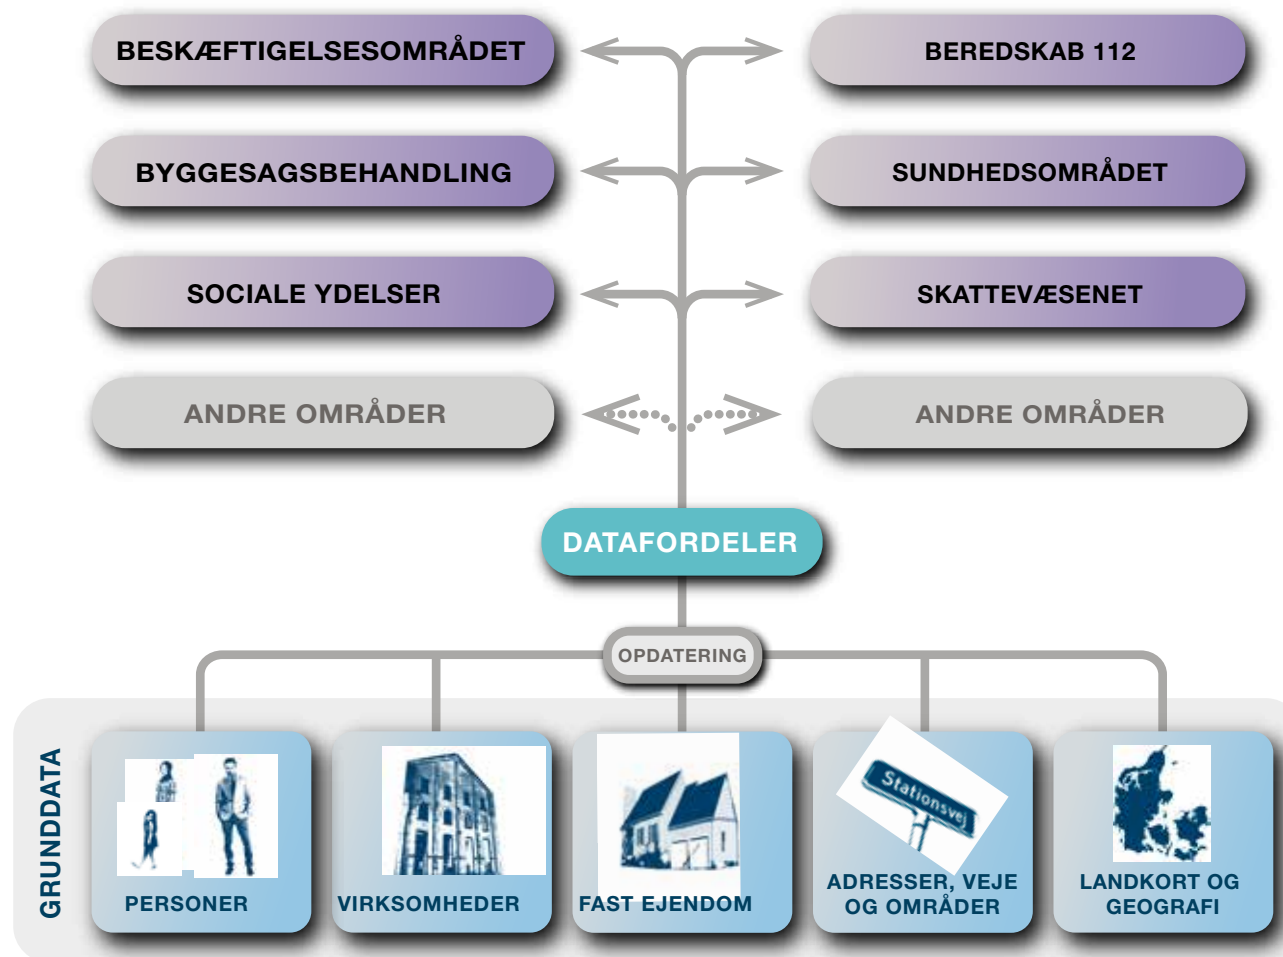 BESKÆFTIGELSESOMRÅDET
BEREDSKAB 112
BYGGESAGSBEHANDLING
SUNDHEDSOMRÅDET
SOCIALE YDELSER
SKATTEVÆSENET
ANDRE OMRÅDER
ANDRE OMRÅDER
DATAFORDELER
OPDATERING
GRUNDDATA
PERSONER
VIRKSOMHEDER
FAST EJENDOM
Stationsvej
ADRESSER, VEJE
OG OMRÅDER
LANDKORT OG
GEOGRAFI